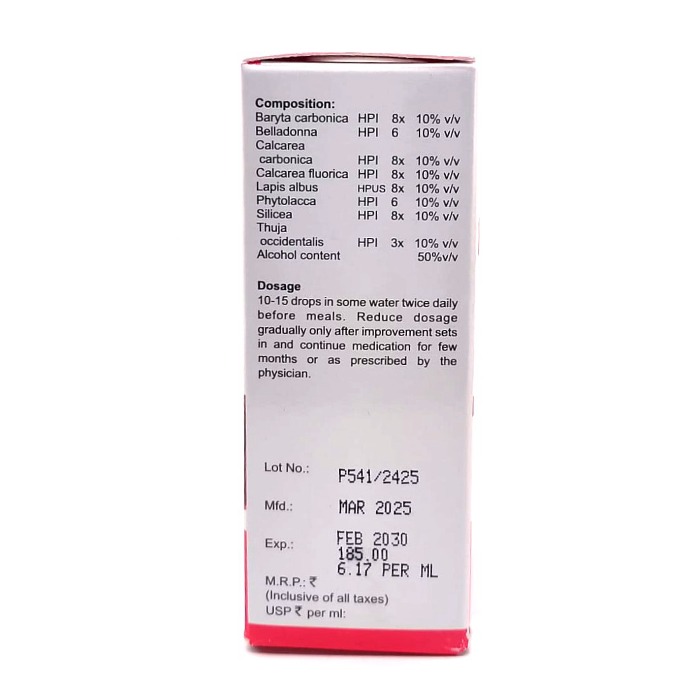 Composition:
Baryta carbonica HPI 8x 10% v/v
Belladonna HPI 6 10% v/v
Calcarea
carbonica HPI 8x 10% v/v
Calcarea fluorica HPI 8x 10% v/v
Lapis albus HPUS 8x 10% v/v
Phytolacca HPI 6 10% v/v
Silicea HPI 8x 10% v/v
Thuja
occidentalis HPI 3x 10% v/v
Alcohol content 50%v/v
Dosage
10-15 drops in some water twice daily
before meals. Reduce dosage
gradually only after improvement sets
in and continue medication for few
months or as prescribed by the
physician.
Lot No.: P541/2425
Mfd.: MAR 2025
Exp.: FEB 2030
185.00
6.17 PER ML
M.R.P.: ₹
(Inclusive of all taxes)
USP ₹ per ml: